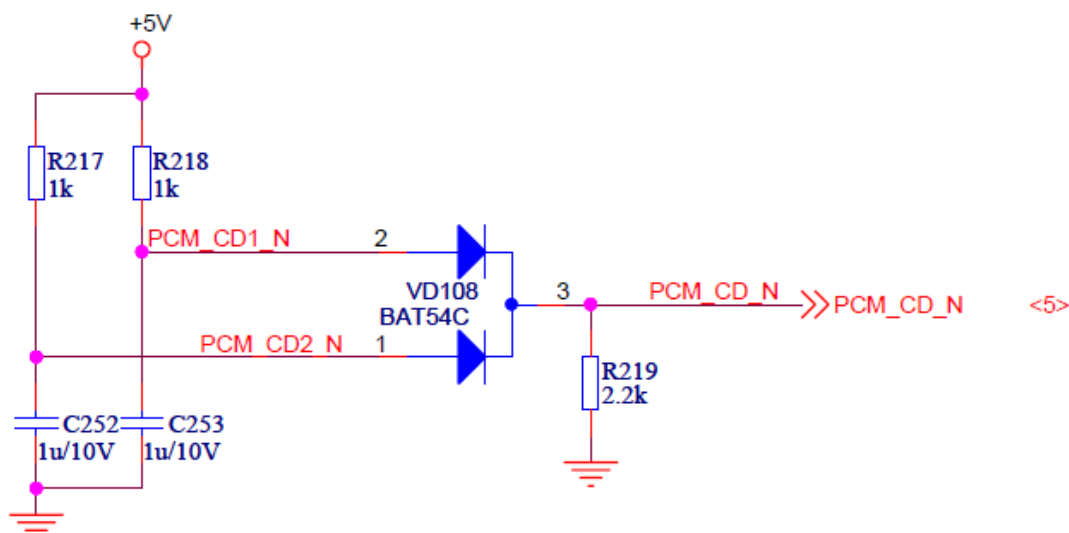 +5V
R217
1k
R218
1k
PCM_CD1_N
2
VD108
BAT54C
3
PCM_CD_N
PCM_CD_N
<5>
PCM_CD2_N
1
R219
2.2k
C252
1u/10V
C253
1u/10V